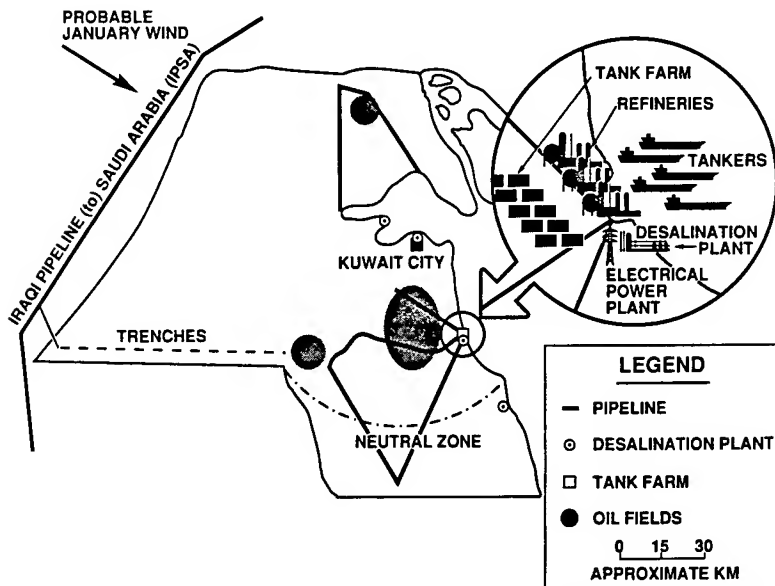 PROBABLE
JANUARY WIND
IRAQI PIPELINE (to) SAUDI ARABIA (IPSA)
TANK FARM
REFINERIES
TANKERS
DESALINATION
PLANT
ELECTRICAL
POWER
PLANT
KUWAIT CITY
TRENCHES
NEUTRAL ZONE
LEGEND
PIPELINE
DESALINATION PLANT
TANK FARM
OIL FIELDS
0 15 30
APPROXIMATE KM